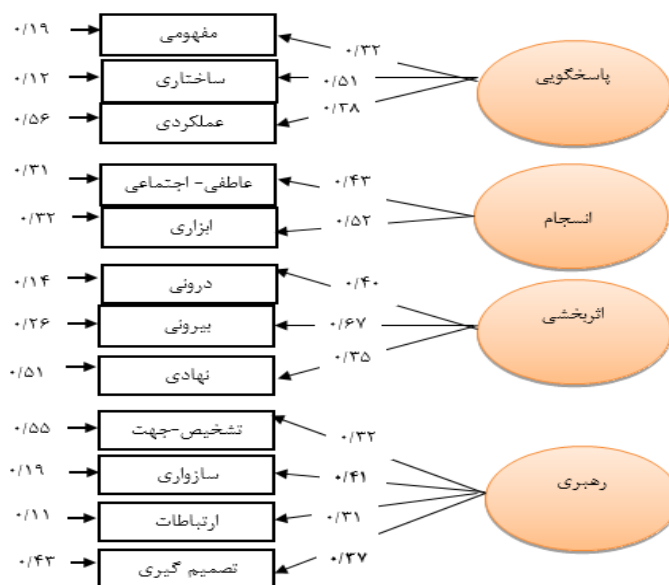 پاسخگویی
۰/۳۲ مفهومی ۰/۱۹
۰/۵۱ ساختاری ۰/۱۲
۰/۳۸ عملکردی ۰/۵۶
انسجام
۰/۴۳ عاطفی- اجتماعی ۰/۳۱
۰/۵۲ ابزاری ۰/۳۲
اثربخشی
۰/۴۰ درونی ۰/۱۴
۰/۶۷ بیرونی ۰/۲۶
۰/۳۵ نهادی ۰/۵۱
رهبری
۰/۳۲ تشخیص-جهت ۰/۵۵
۰/۴۱ سازواری ۰/۱۹
۰/۳۱ ارتباطات ۰/۱۱
۰/۳۷ تصمیم گیری ۰/۴۳